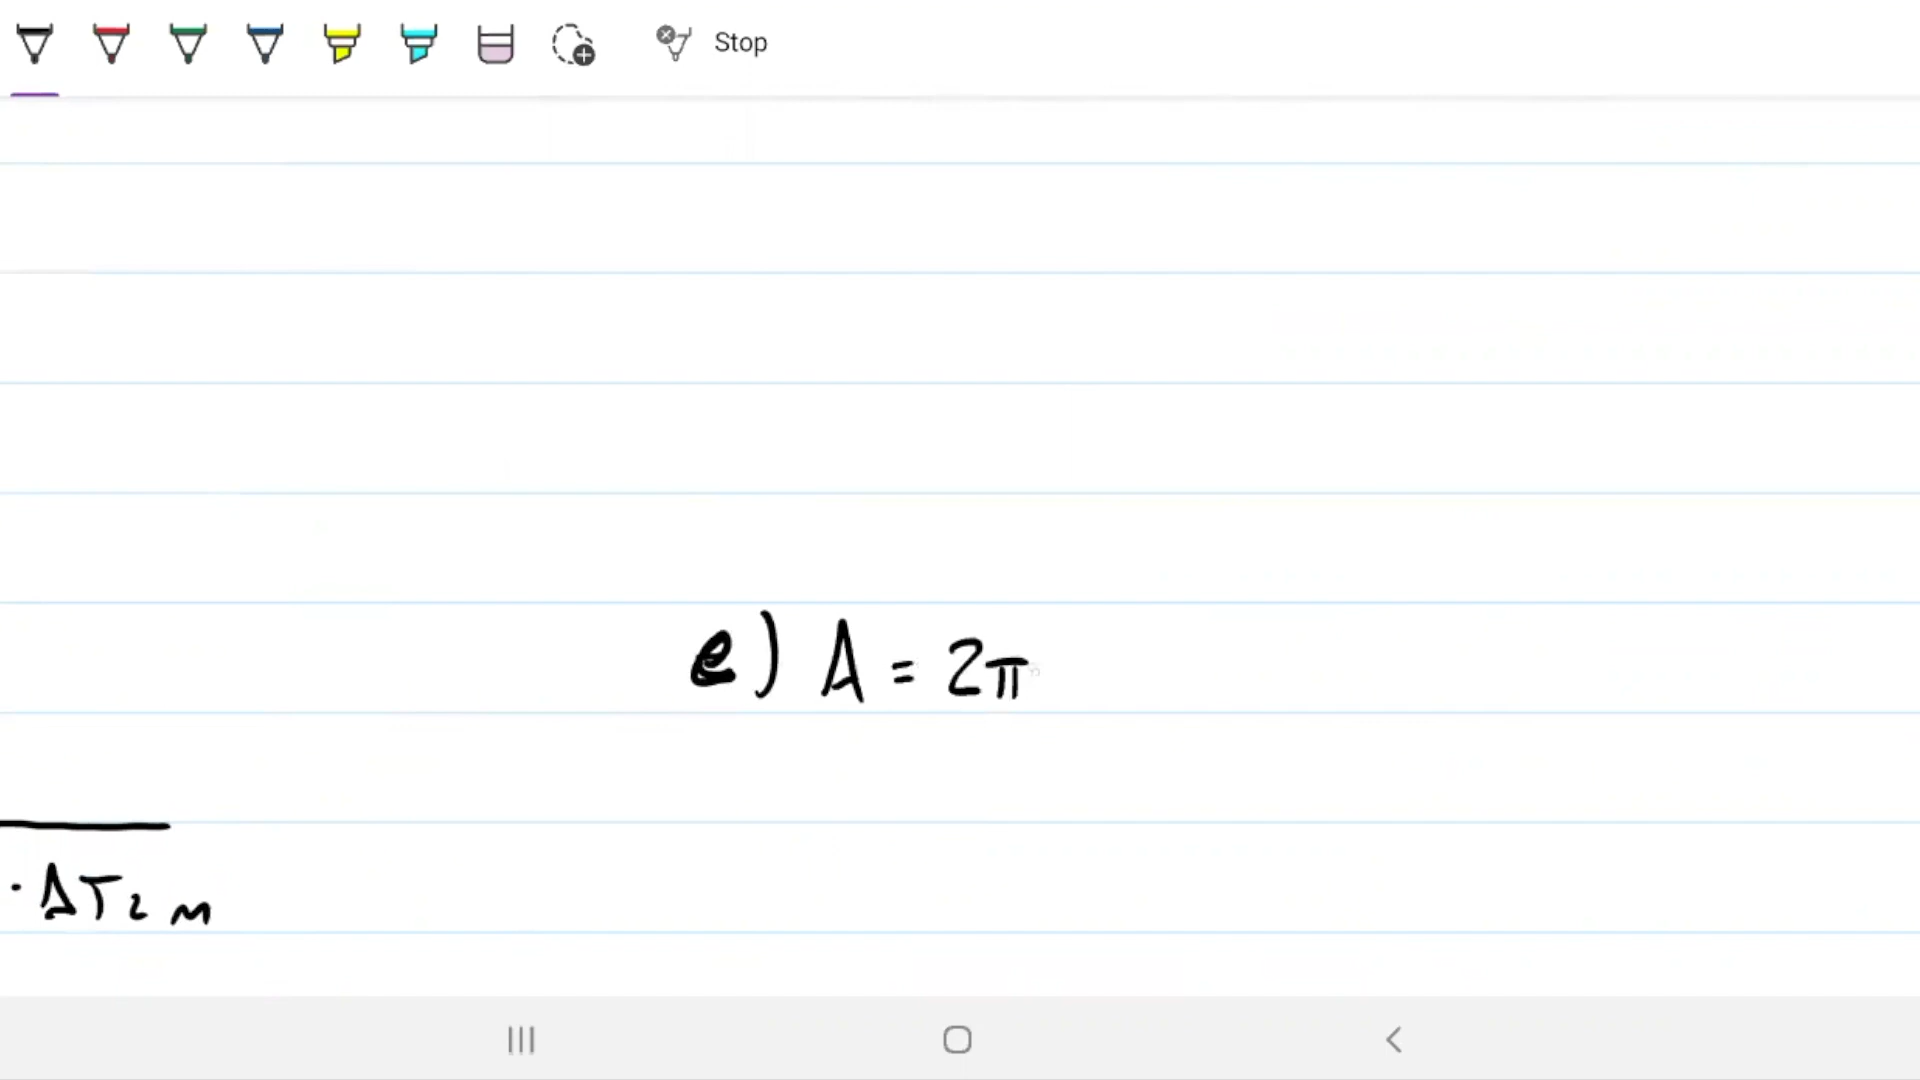 Stop
e) A = 2π
· ΔT₂ м